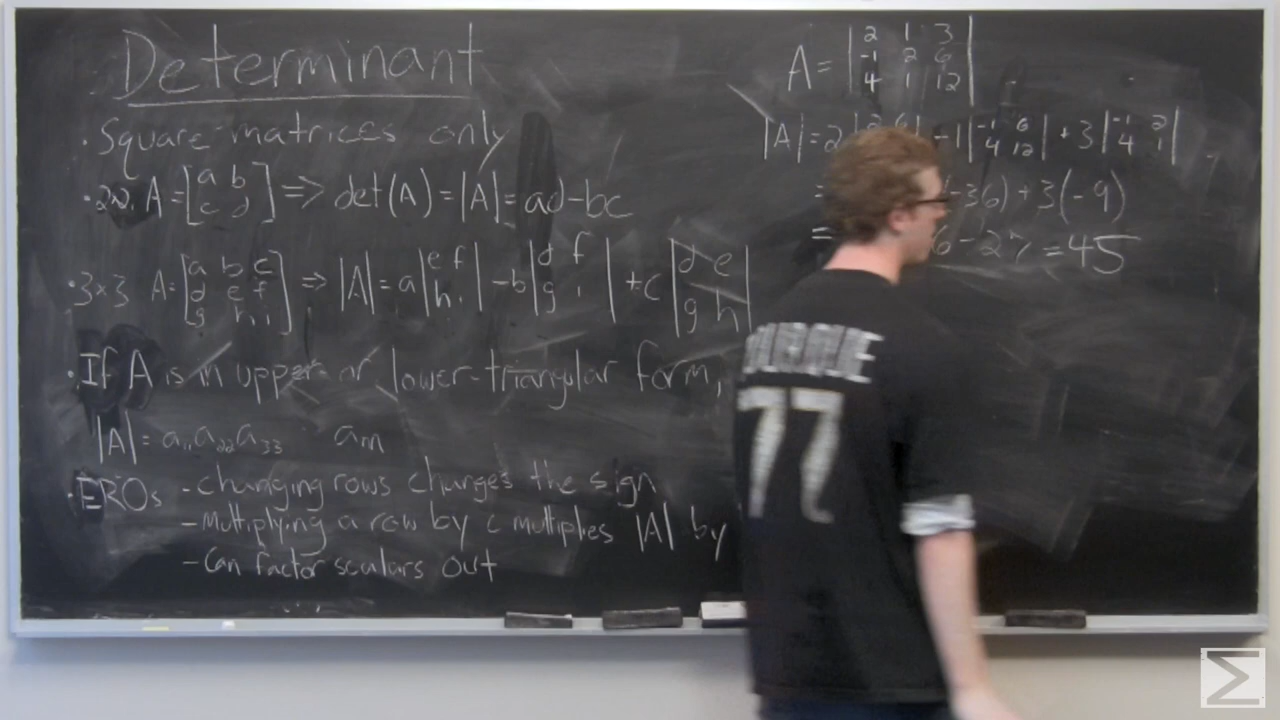 Determinant
· Square matrices only
· 2x2. A = [a b
c d] => det(A) = |A| = ad-bc
· 3x3 A = [a b c
d e f
g h i] => |A| = a |e f
h i| -b |d f
g i| +c |d e
g h|
· If A is in upper- or lower-triangular form,
|A| = a₁₁a₂₂a₃₃
· EROs - changing rows changes the sign
- Multiplying a row by c multiplies |A| by
- Can factor scalars out
A = |2 1 3
-1 2 6
4 1 12|
|A| = 2 -1 |-1 6
4 12| +3 |-1 2
4 1|
= -36) + 3(-9)
= 6 - 27 = 45
77
Σ